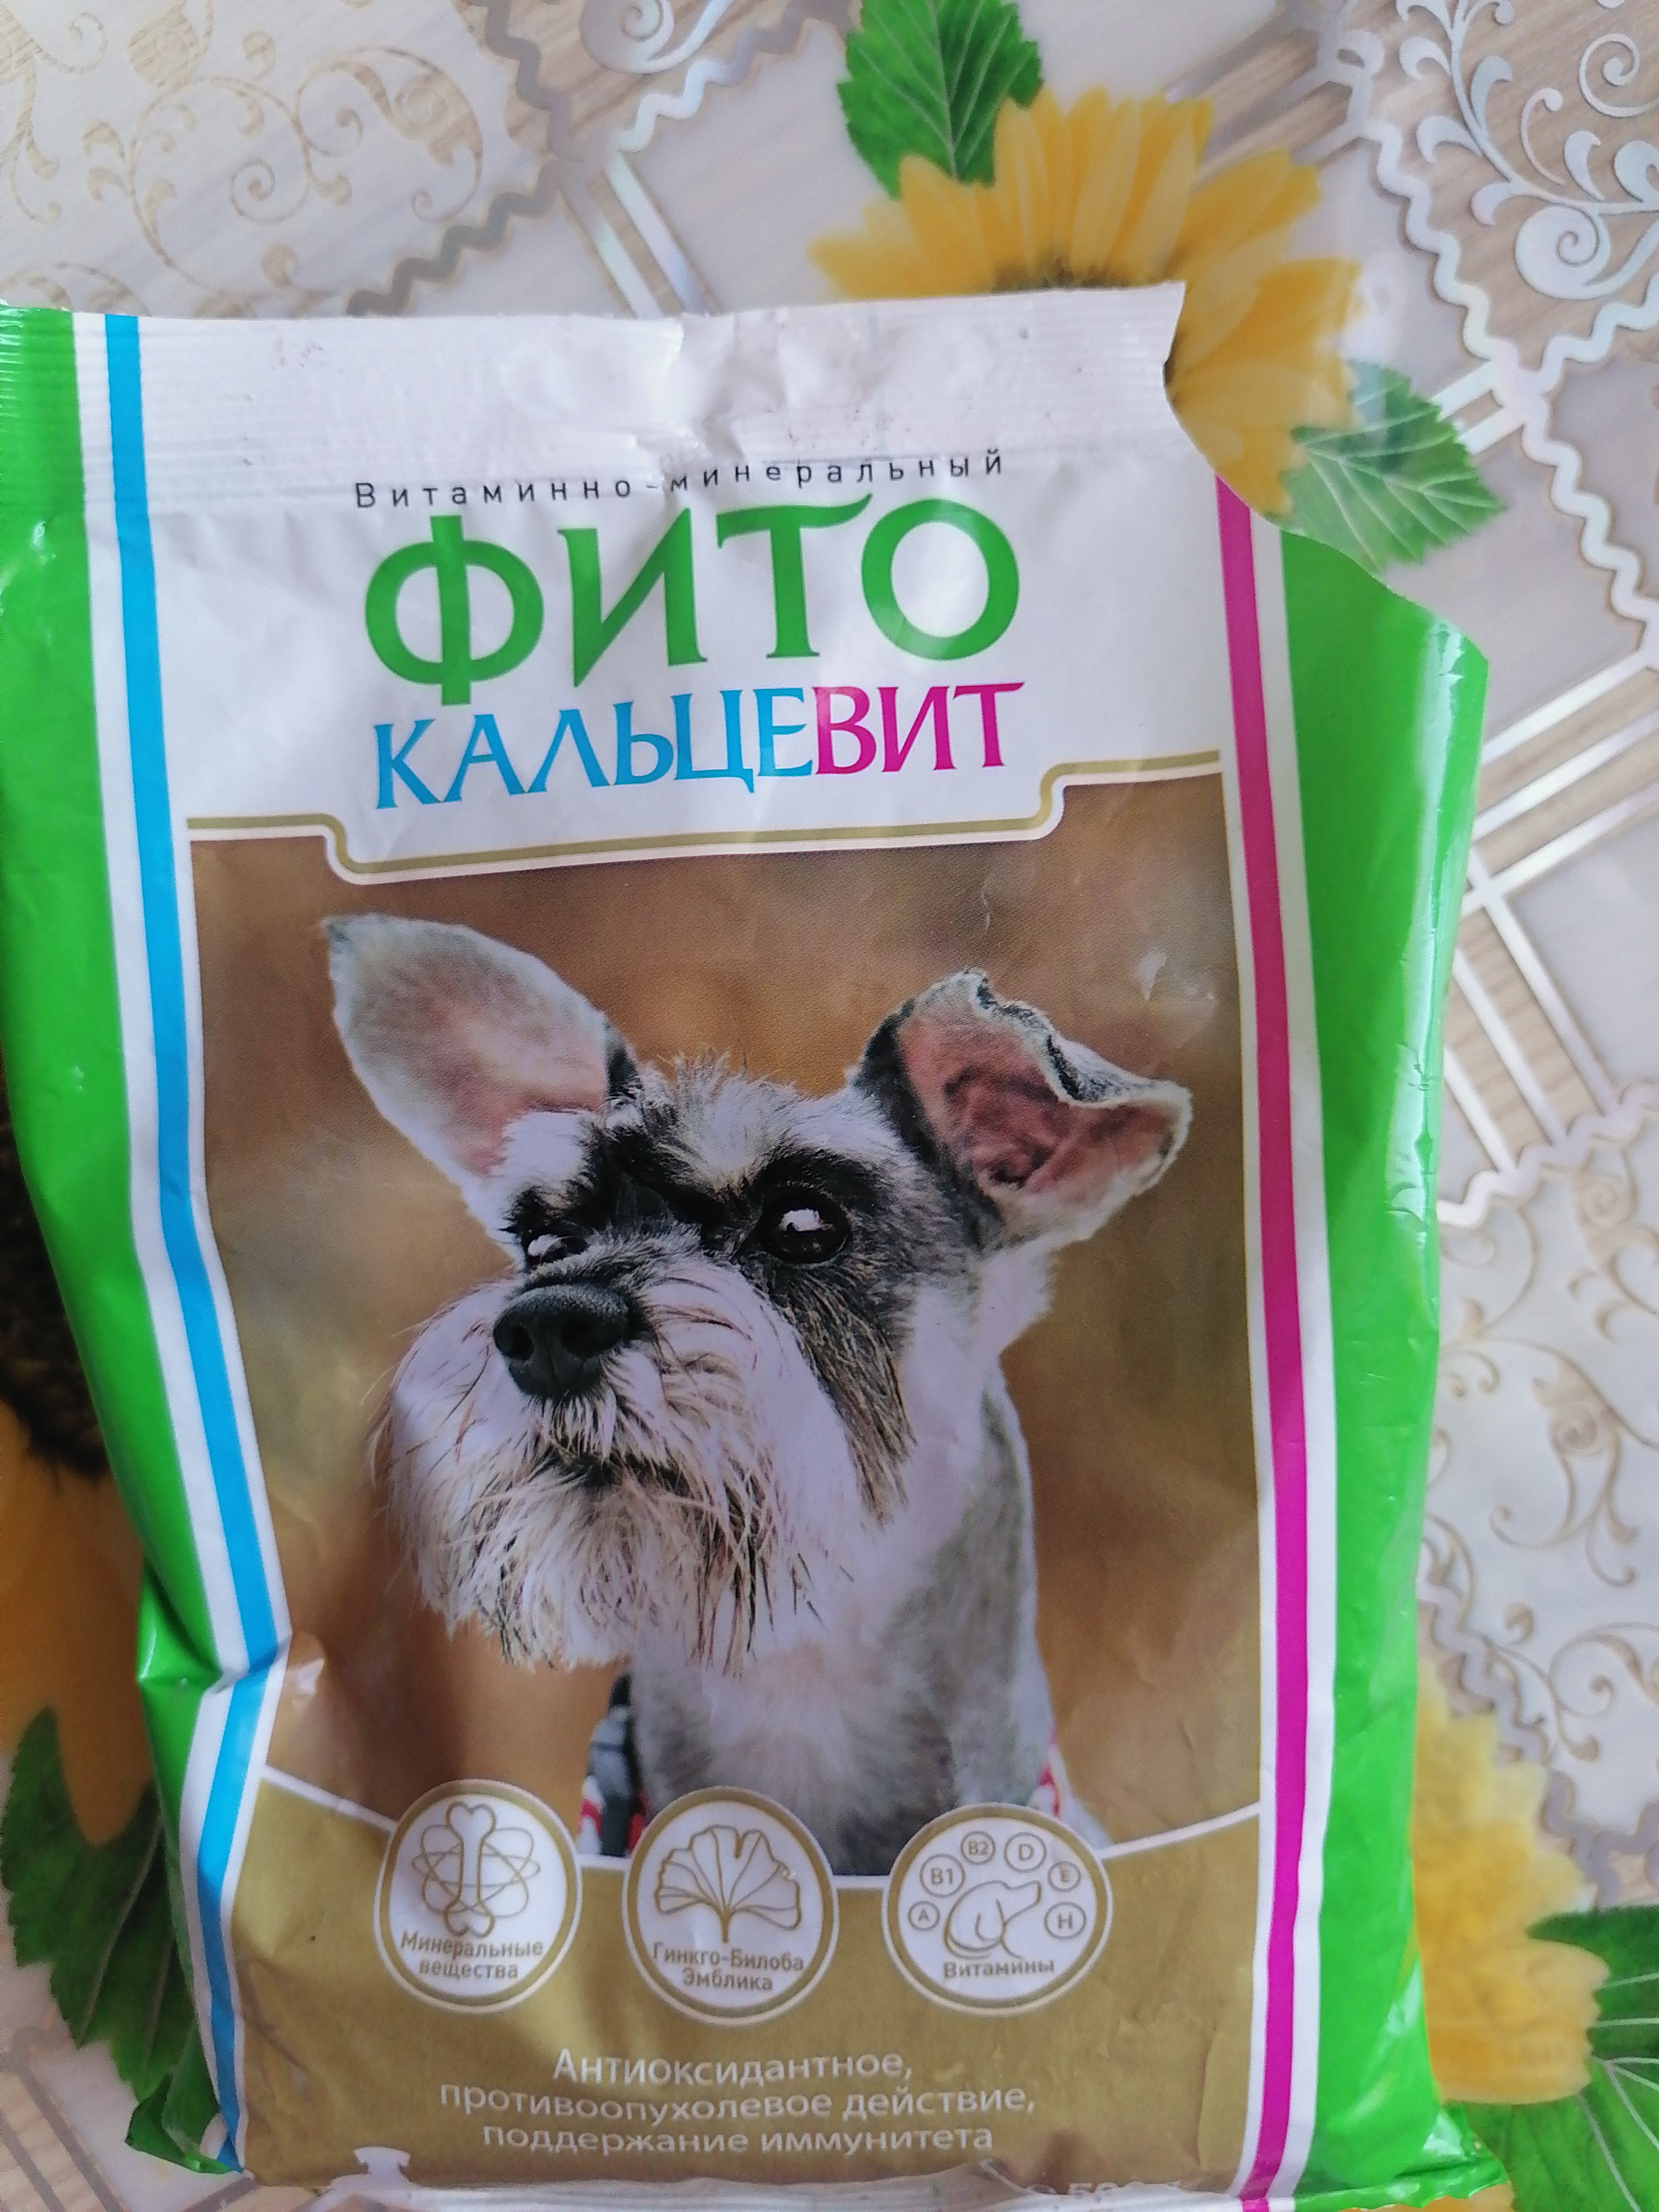 Витаминно-минеральный
ФИТО
КАЛЬЦЕВИТ
B1 B2 D E
A H
Минеральные
вещества
Гинкго-Билоба
Эмблика
Витамины
Антиоксидантное,
противоопухолевое действие,
поддержание иммунитета